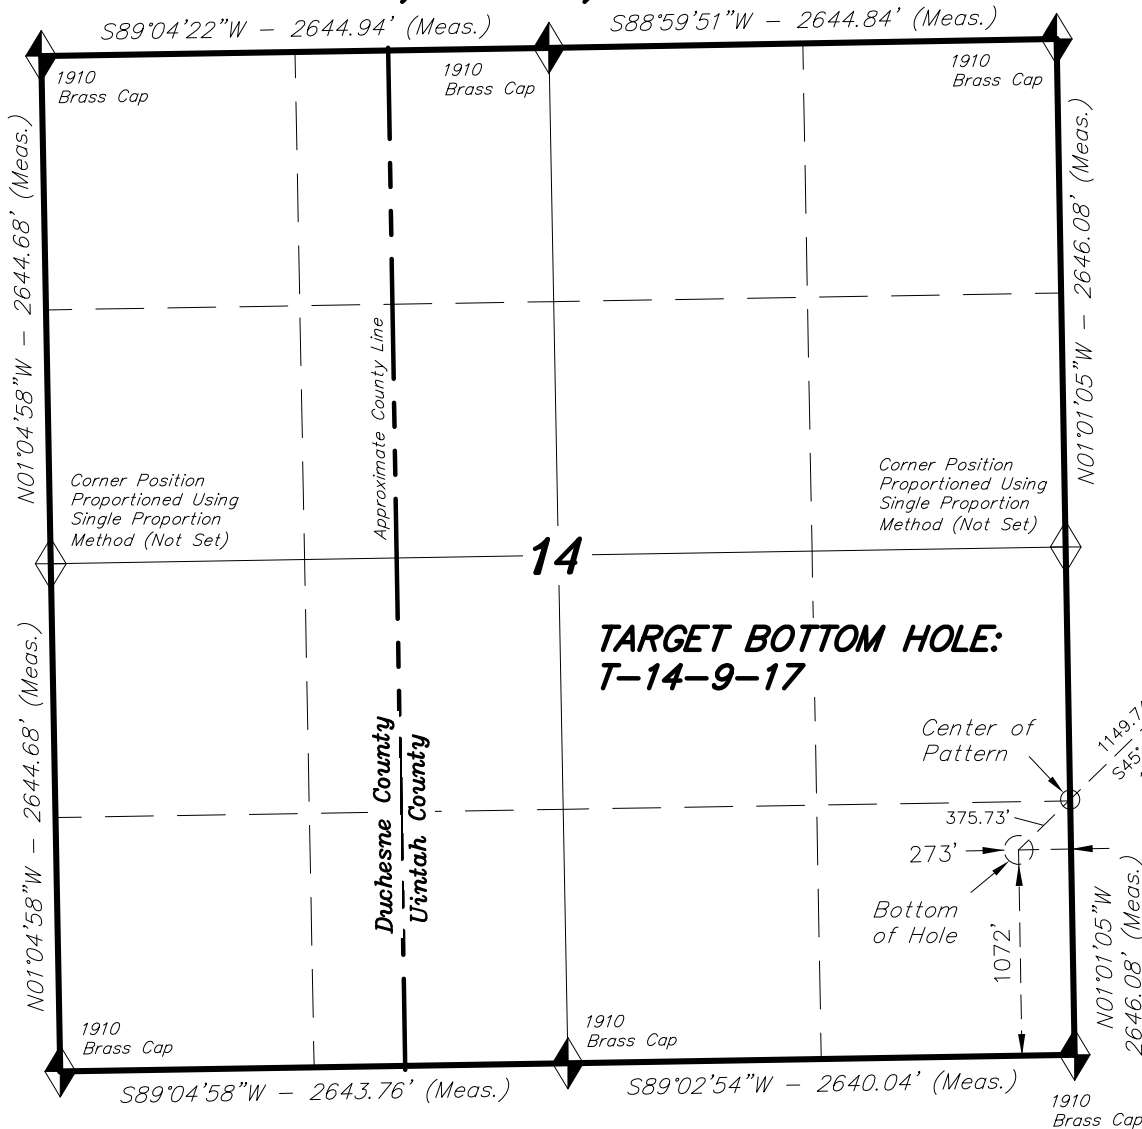 S89°04'22"W - 2644.94' (Meas.)
S88°59'51"W - 2644.84' (Meas.)
1910
Brass Cap
1910
Brass Cap
1910
Brass Cap
N01°04'58"W - 2644.68' (Meas.)
N01°01'05"W - 2646.08' (Meas.)
Approximate County Line
Corner Position
Proportioned Using
Single Proportion
Method (Not Set)
Corner Position
Proportioned Using
Single Proportion
Method (Not Set)
14
TARGET BOTTOM HOLE:
T-14-9-17
N01°04'58"W - 2644.68' (Meas.)
Duchesne County
Uintah County
Center of
Pattern
S45°
375.73'
273'
Bottom
of Hole
1072'
N01°01'05"W
2646.08' (Meas.)
1910
Brass Cap
1910
Brass Cap
S89°04'58"W - 2643.76' (Meas.)
S89°02'54"W - 2640.04' (Meas.)
1910
Brass Cap